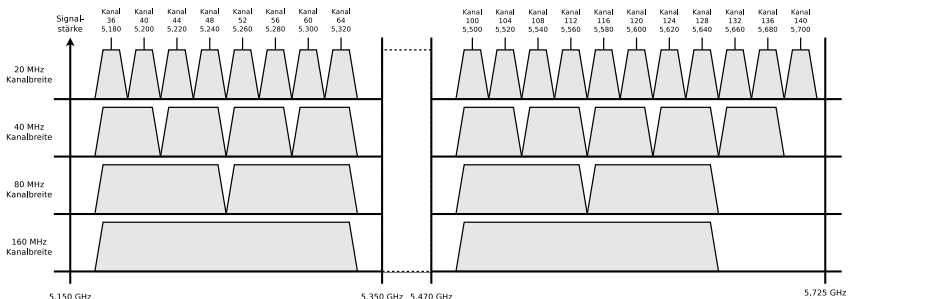 Signal-
stärke
Kanal
36
5,180
Kanal
40
5,200
Kanal
44
5,220
Kanal
48
5,240
Kanal
52
5,260
Kanal
56
5,280
Kanal
60
5,300
Kanal
64
5,320
Kanal
100
5,500
Kanal
104
5,520
Kanal
108
5,540
Kanal
112
5,560
Kanal
116
5,580
Kanal
120
5,600
Kanal
124
5,620
Kanal
128
5,640
Kanal
132
5,660
Kanal
136
5,680
Kanal
140
5,700
20 MHz
Kanalbreite
40 MHz
Kanalbreite
80 MHz
Kanalbreite
160 MHz
Kanalbreite
5,150 GHz
5,350 GHz
5,470 GHz
5,725 GHz